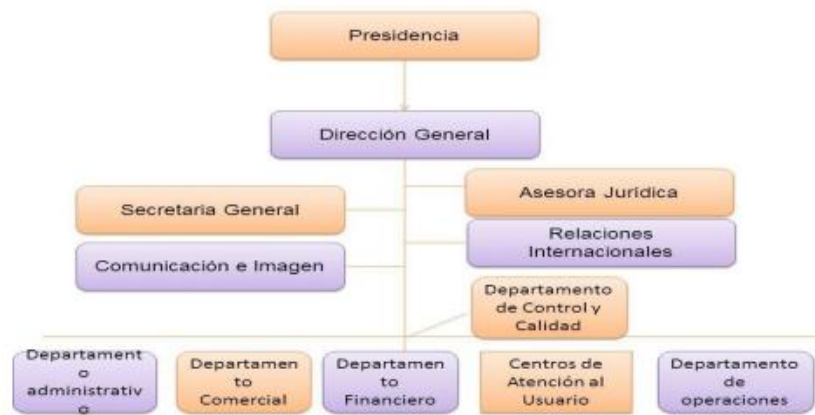 Presidencia
Dirección General
Asesora Jurídica
Secretaria General
Relaciones
Internacionales
Comunicación e Imagen
Departamento
de Control y
Calidad
Departament
o
administrativ
o
Departamen
to
Comercial
Departamen
to
Financiero
Centros de
Atención al
Usuario
Departamento
de
operaciones